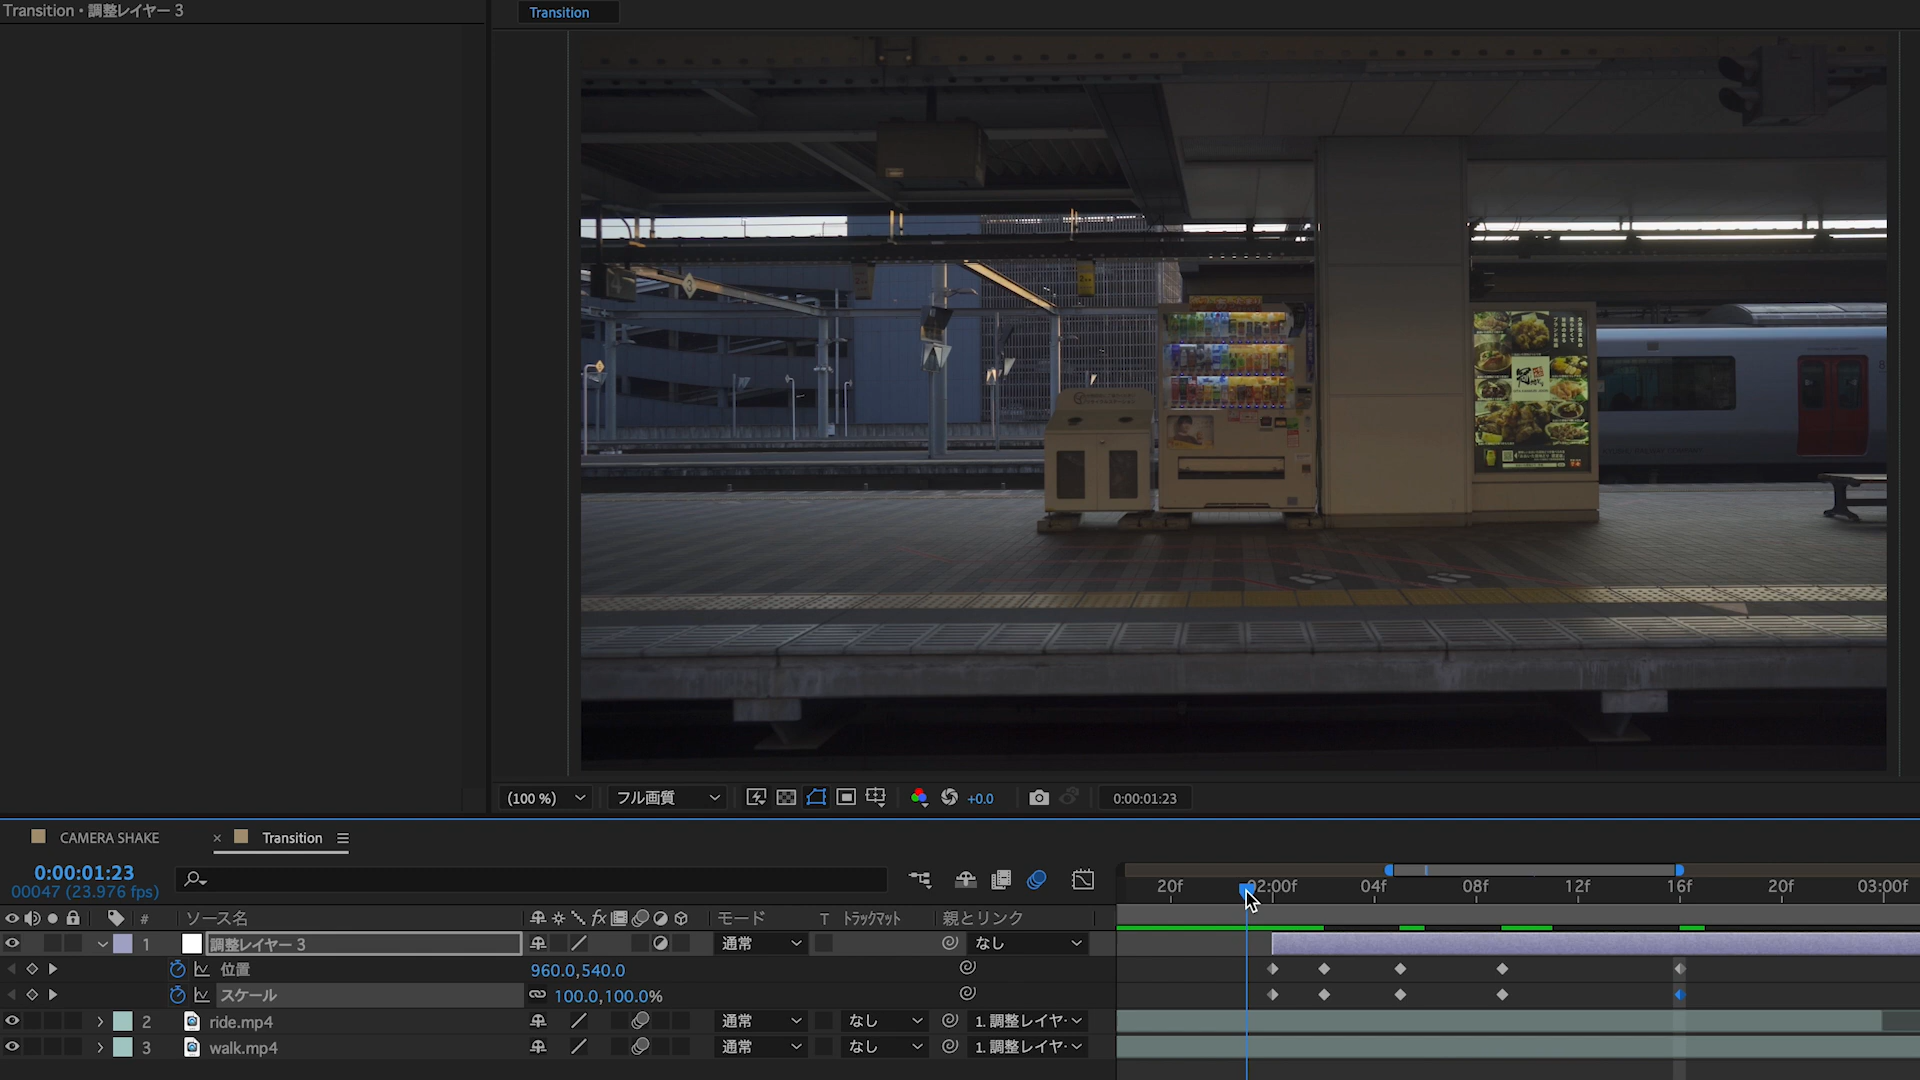 Transition • 調整レイヤー 3
Transition
4
3
2
(100 %)
フル画質
+0.0
0:00:01:23
CAMERA SHAKE
× Transition
0:00:01:23
00047 (23.976 fps)
20f 02:00f 04f 08f 12f 16f 20f 03:00f
# ソース名 fx モード T トラックマット 親とリンク
1 調整レイヤー 3 通常 なし
位置 960.0,540.0
スケール 100.0,100.0%
2 ride.mp4 通常 なし 1. 調整レイヤ
3 walk.mp4 通常 なし 1. 調整レイヤ